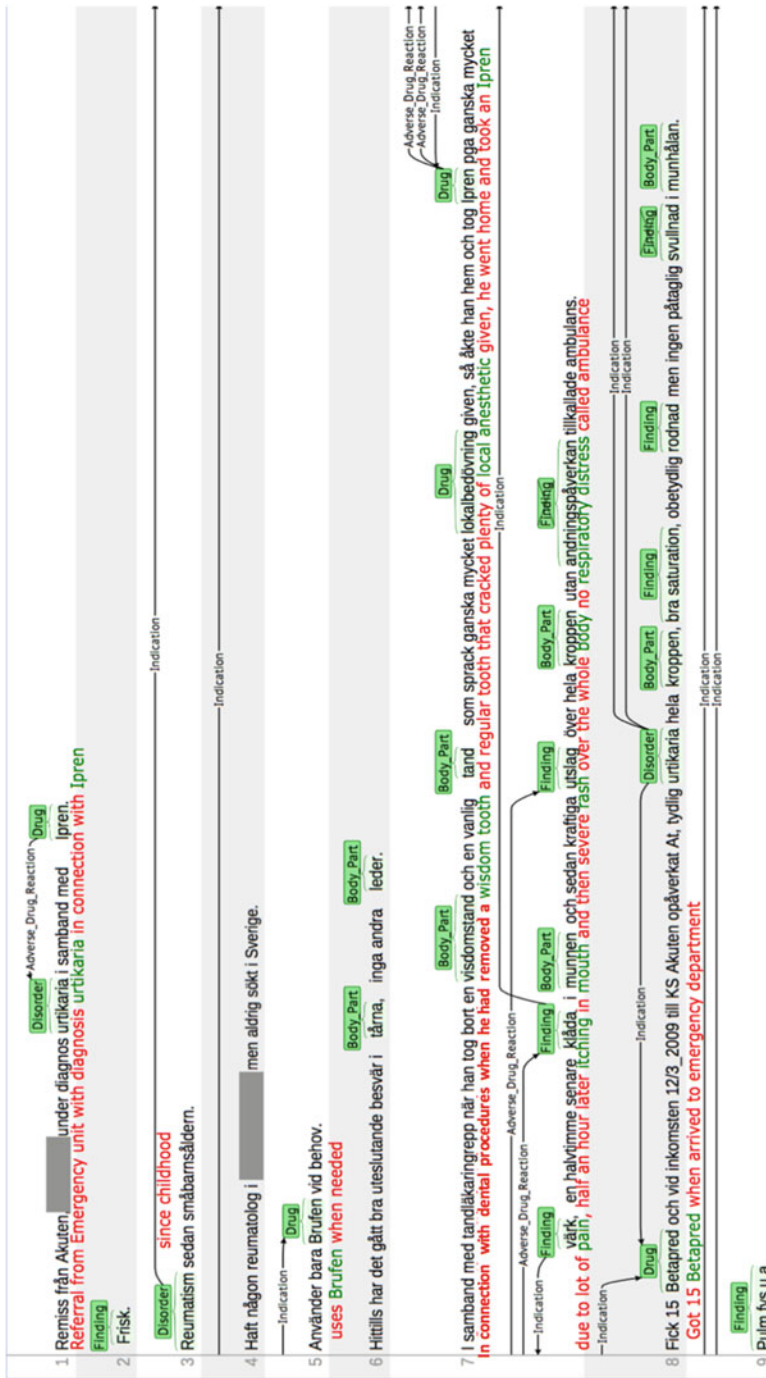 Disorder Adverse_Drug_Reaction Drug
1 Remiss från Akuten, under diagnos urtikaria i samband med Ipren.
Referral from Emergency unit with diagnosis urtikaria in connection with Ipren
Finding
2 Frisk.
Indication
since childhood
Disorder
3 Reumatism sedan småbarnsåldern.
Indication
4 Haft någon reumatolog i men aldrig sökt i Sverige.
Indication Drug
5 Använder bara Brufen vid behov.
uses Brufen when needed
Body_Part Body_Part
6 Hittills har det gått bra uteslutande besvär i tårna, inga andra leder.
Adverse_Drug_Reaction
Adverse_Drug_Reaction
Indication
Body_Part Body_Part Drug Drug
7 I samband med tandläkaringrepp när han tog bort en visdomstand och en vanlig tand som sprack ganska mycket lokalbedövning given, så åkte han hem och tog Ipren pga ganska mycket
In connection with dental procedures when he had removed a wisdom tooth and regular tooth that cracked plenty of local anesthetic given, he went home and took an Ipren
Indication
Adverse_Drug_Reaction
Adverse_Drug_Reaction
Indication Finding Finding Body_Part Finding Body_Part Finding
värk, en halvtimme senare klåda, i munnen och sedan kraftiga utslag över hela kroppen utan andningspåverkan tillkallade ambulans.
due to lot of pain, half an hour later itching in mouth and then severe rash over the whole body no respiratory distress called ambulance
Indication Indication Indication
Indication
Drug Disorder Body_Part Finding Finding Finding Body_Part
8 Fick 15 Betapred och vid inkomsten 12/3_2009 till KS Akuten opåverkat At, tydlig urtikaria hela kroppen, bra saturation, obetydlig rodnad men ingen påtaglig svullnad i munhålan.
Got 15 Betapred when arrived to emergency department
Indication
Indication
Finding
9 Pulm fys u a